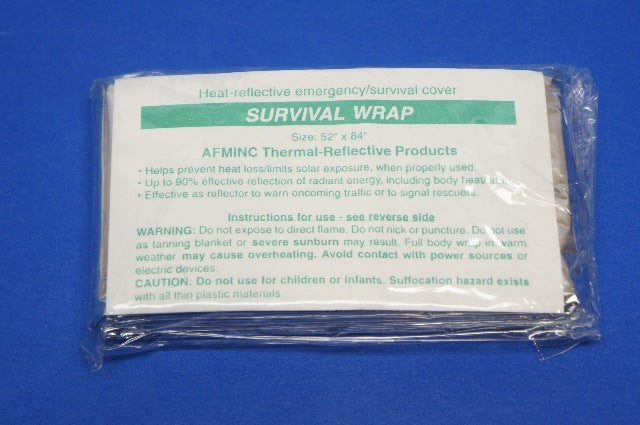 Heat-reflective emergency/survival cover
SURVIVAL WRAP
Size: 52" x 84"
AFMINC Thermal-Reflective Products
• Helps prevent heat loss/limits solar exposure, when properly used.
• Up to 90% effective reflection of radiant energy, including body heat
• Effective as reflector to warn oncoming traffic or to signal rescuers.
Instructions for use - see reverse side
WARNING: Do not expose to direct flame. Do not nick or puncture. Do not use
as tanning blanket or severe sunburn may result. Full body wrap in warm
weather may cause overheating. Avoid contact with power sources or
electric devices.
CAUTION: Do not use for children or infants. Suffocation hazard exists
with all thin plastic materials.